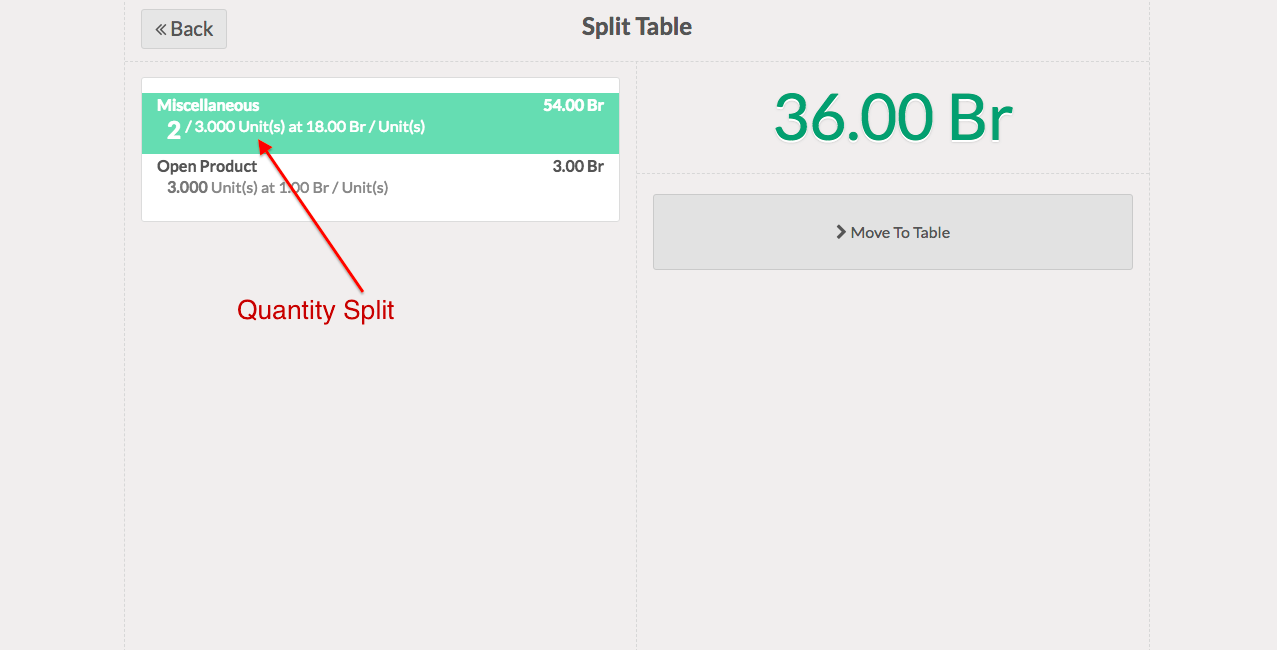 « Back
Split Table
Miscellaneous 54.00 Br
2 / 3.000 Unit(s) at 18.00 Br / Unit(s)
Open Product 3.00 Br
3.000 Unit(s) at 1.00 Br / Unit(s)
Quantity Split
36.00 Br
Move To Table